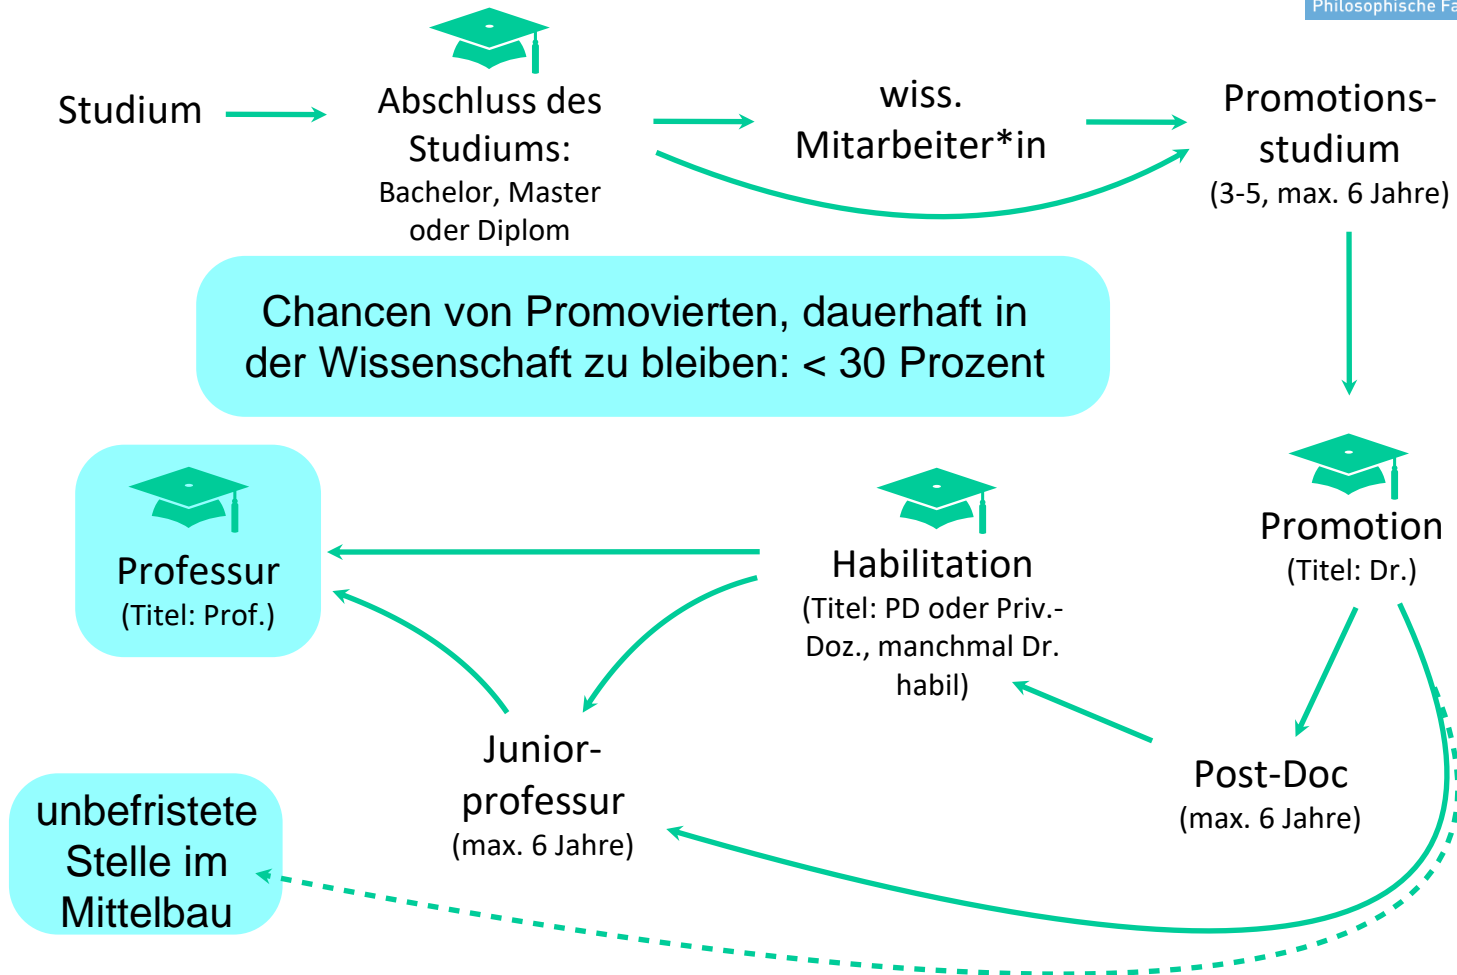 Philosophische Fa
Studium
Abschluss des
Studiums:
Bachelor, Master
oder Diplom
wiss.
Mitarbeiter*in
Promotions-
studium
(3-5, max. 6 Jahre)
Chancen von Promovierten, dauerhaft in
der Wissenschaft zu bleiben: < 30 Prozent
Promotion
(Titel: Dr.)
Post-Doc
(max. 6 Jahre)
Habilitation
(Titel: PD oder Priv.-
Doz., manchmal Dr.
habil)
Junior-
professur
(max. 6 Jahre)
Professur
(Titel: Prof.)
unbefristete
Stelle im
Mittelbau